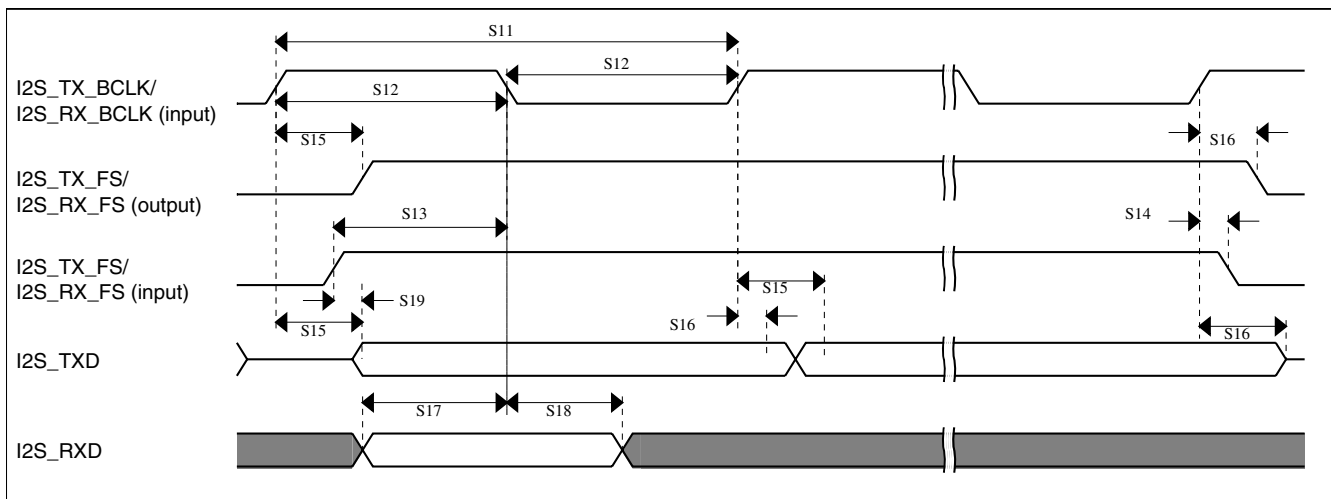 S11
I2S_TX_BCLK/
I2S_RX_BCLK (input)
S12
S12
S15
S16
I2S_TX_FS/
I2S_RX_FS (output)
S13
S14
I2S_TX_FS/
I2S_RX_FS (input)
S19
S15
S15
S16
S16
I2S_TXD
S17
S18
I2S_RXD